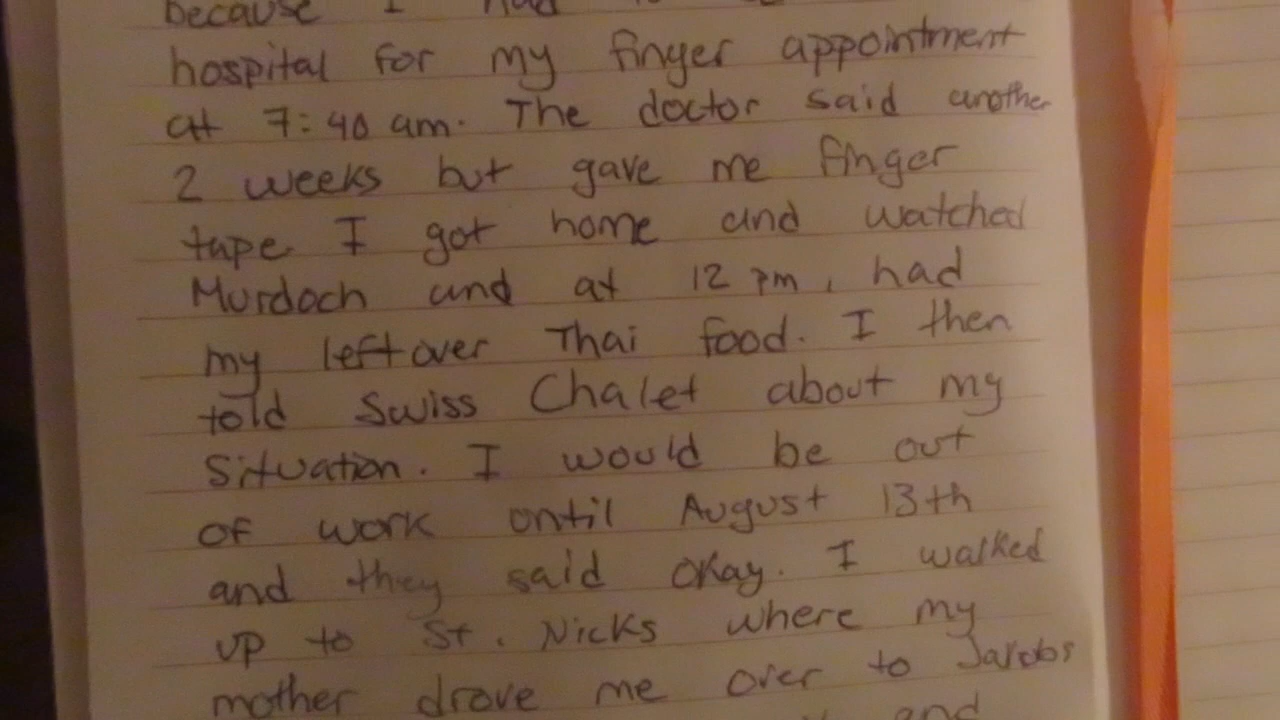 because I had
hospital for my finger appointment
at 7:40 am. The doctor said another
2 weeks but gave me finger
tape. I got home and watched
Murdoch and at 12 pm, had
my leftover Thai food. I then
told Swiss Chalet about my
situation. I would be out
of work until August 13th
and they said okay. I walked
up to St. Nicks where my
mother drove me over to Jacobs
and